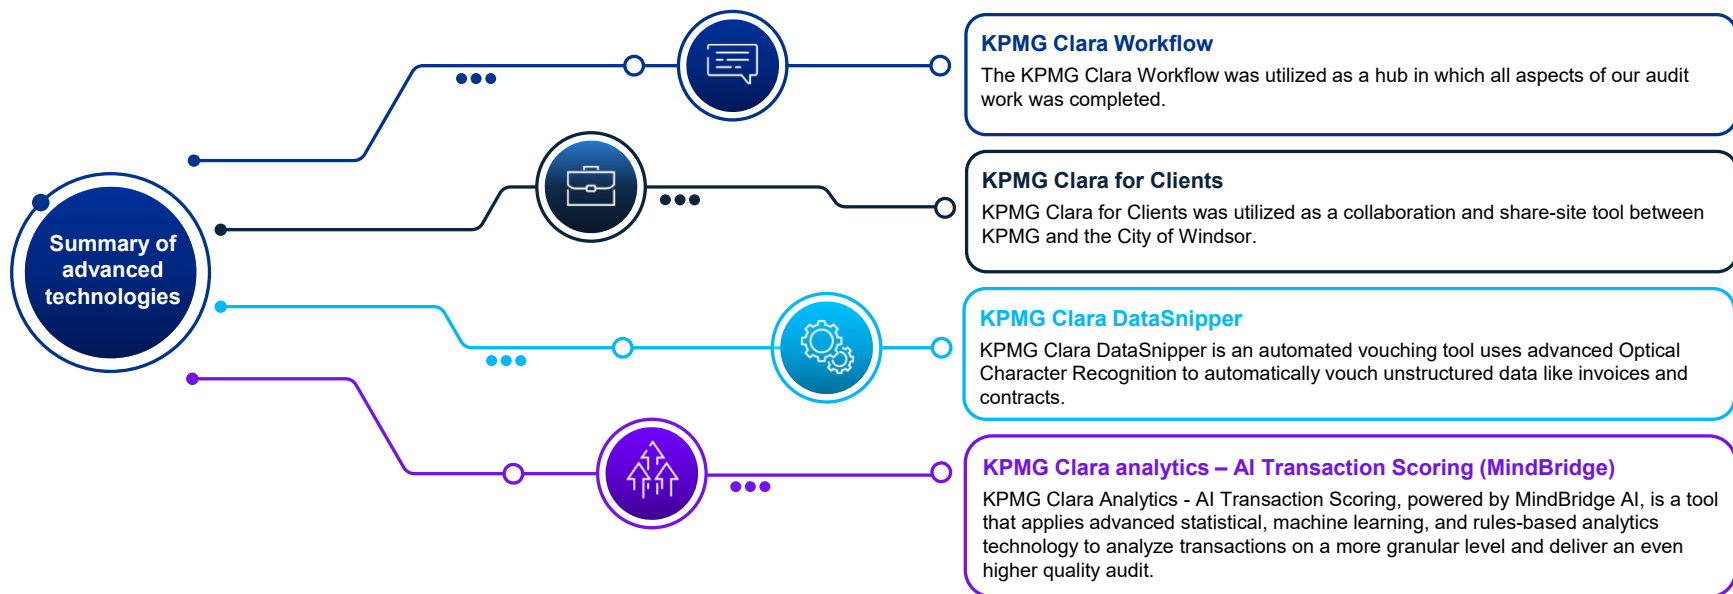 Summary of
advanced
technologies
KPMG Clara Workflow
The KPMG Clara Workflow was utilized as a hub in which all aspects of our audit
work was completed.
KPMG Clara for Clients
KPMG Clara for Clients was utilized as a collaboration and share-site tool between
KPMG and the City of Windsor.
KPMG Clara DataSnipper
KPMG Clara DataSnipper is an automated vouching tool uses advanced Optical
Character Recognition to automatically vouch unstructured data like invoices and
contracts.
KPMG Clara analytics – AI Transaction Scoring (MindBridge)
KPMG Clara Analytics - AI Transaction Scoring, powered by MindBridge AI, is a tool
that applies advanced statistical, machine learning, and rules-based analytics
technology to analyze transactions on a more granular level and deliver an even
higher quality audit.